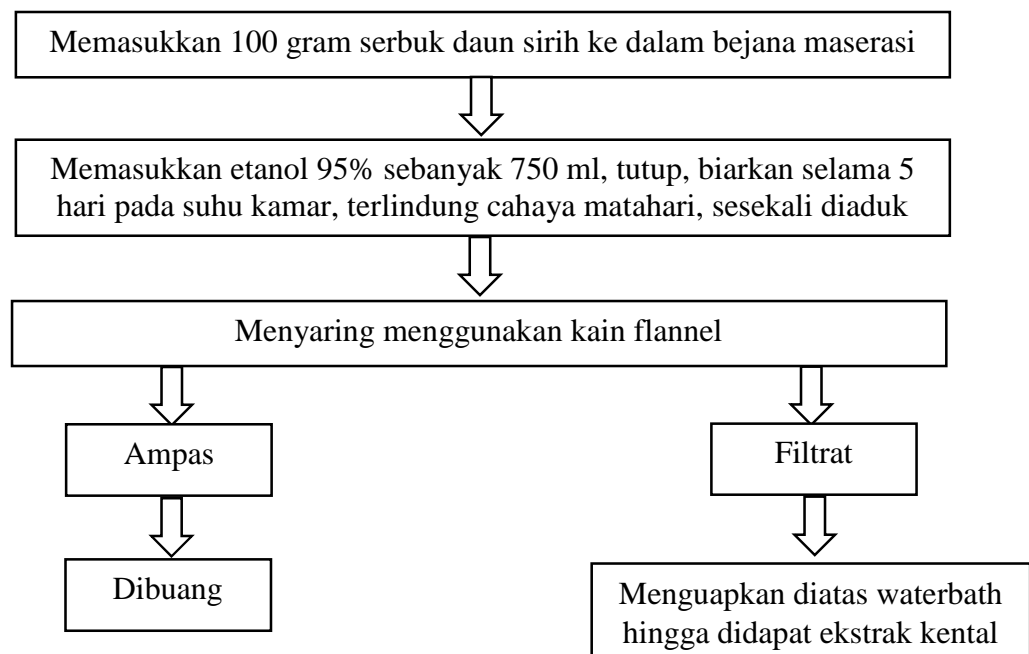 Memasukkan 100 gram serbuk daun sirih ke dalam bejana maserasi
Memasukkan etanol 95% sebanyak 750 ml, tutup, biarkan selama 5
hari pada suhu kamar, terlindung cahaya matahari, sesekali diaduk
Menyaring menggunakan kain flannel
Ampas
Filtrat
Dibuang
Menguapkan diatas waterbath
hingga didapat ekstrak kental